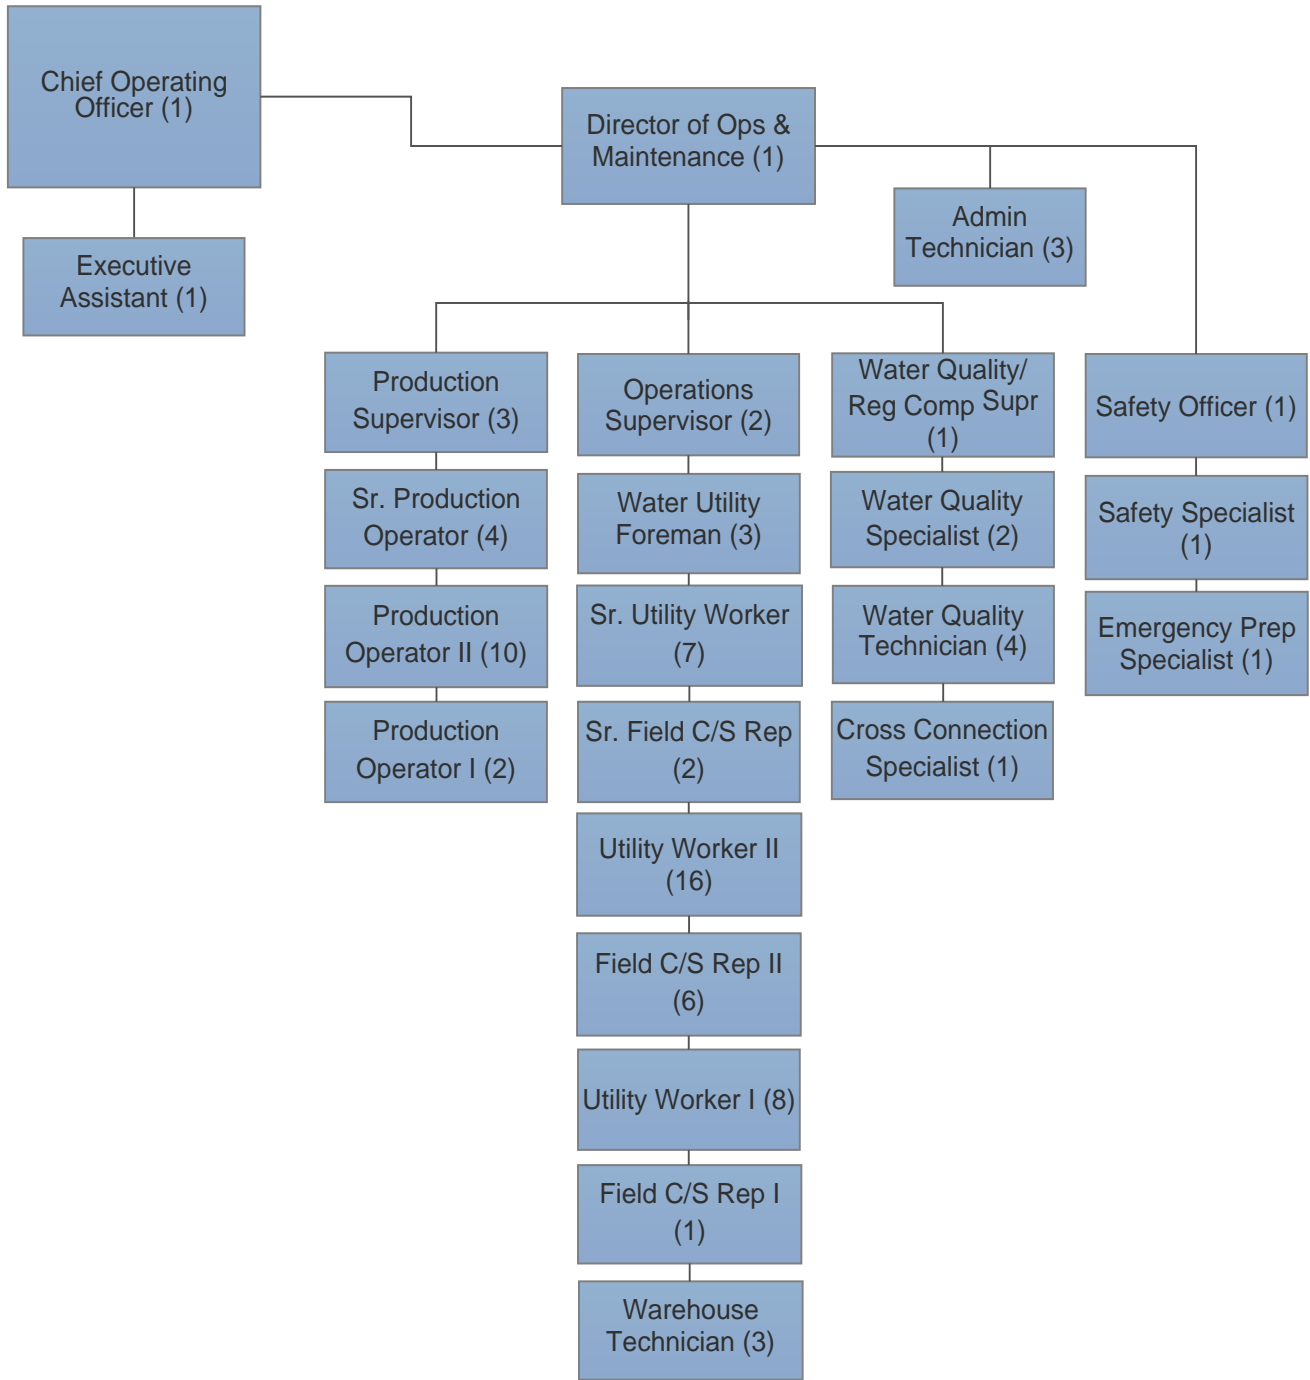 Chief Operating
Officer (1)
Executive
Assistant (1)
Director of Ops &
Maintenance (1)
Admin
Technician (3)
Production
Supervisor (3)
Sr. Production
Operator (4)
Production
Operator II (10)
Production
Operator I (2)
Operations
Supervisor (2)
Water Utility
Foreman (3)
Sr. Utility Worker
(7)
Sr. Field C/S Rep
(2)
Utility Worker II
(16)
Field C/S Rep II
(6)
Utility Worker I (8)
Field C/S Rep I
(1)
Warehouse
Technician (3)
Water Quality/
Reg Comp Supr
(1)
Water Quality
Specialist (2)
Water Quality
Technician (4)
Cross Connection
Specialist (1)
Safety Officer (1)
Safety Specialist
(1)
Emergency Prep
Specialist (1)